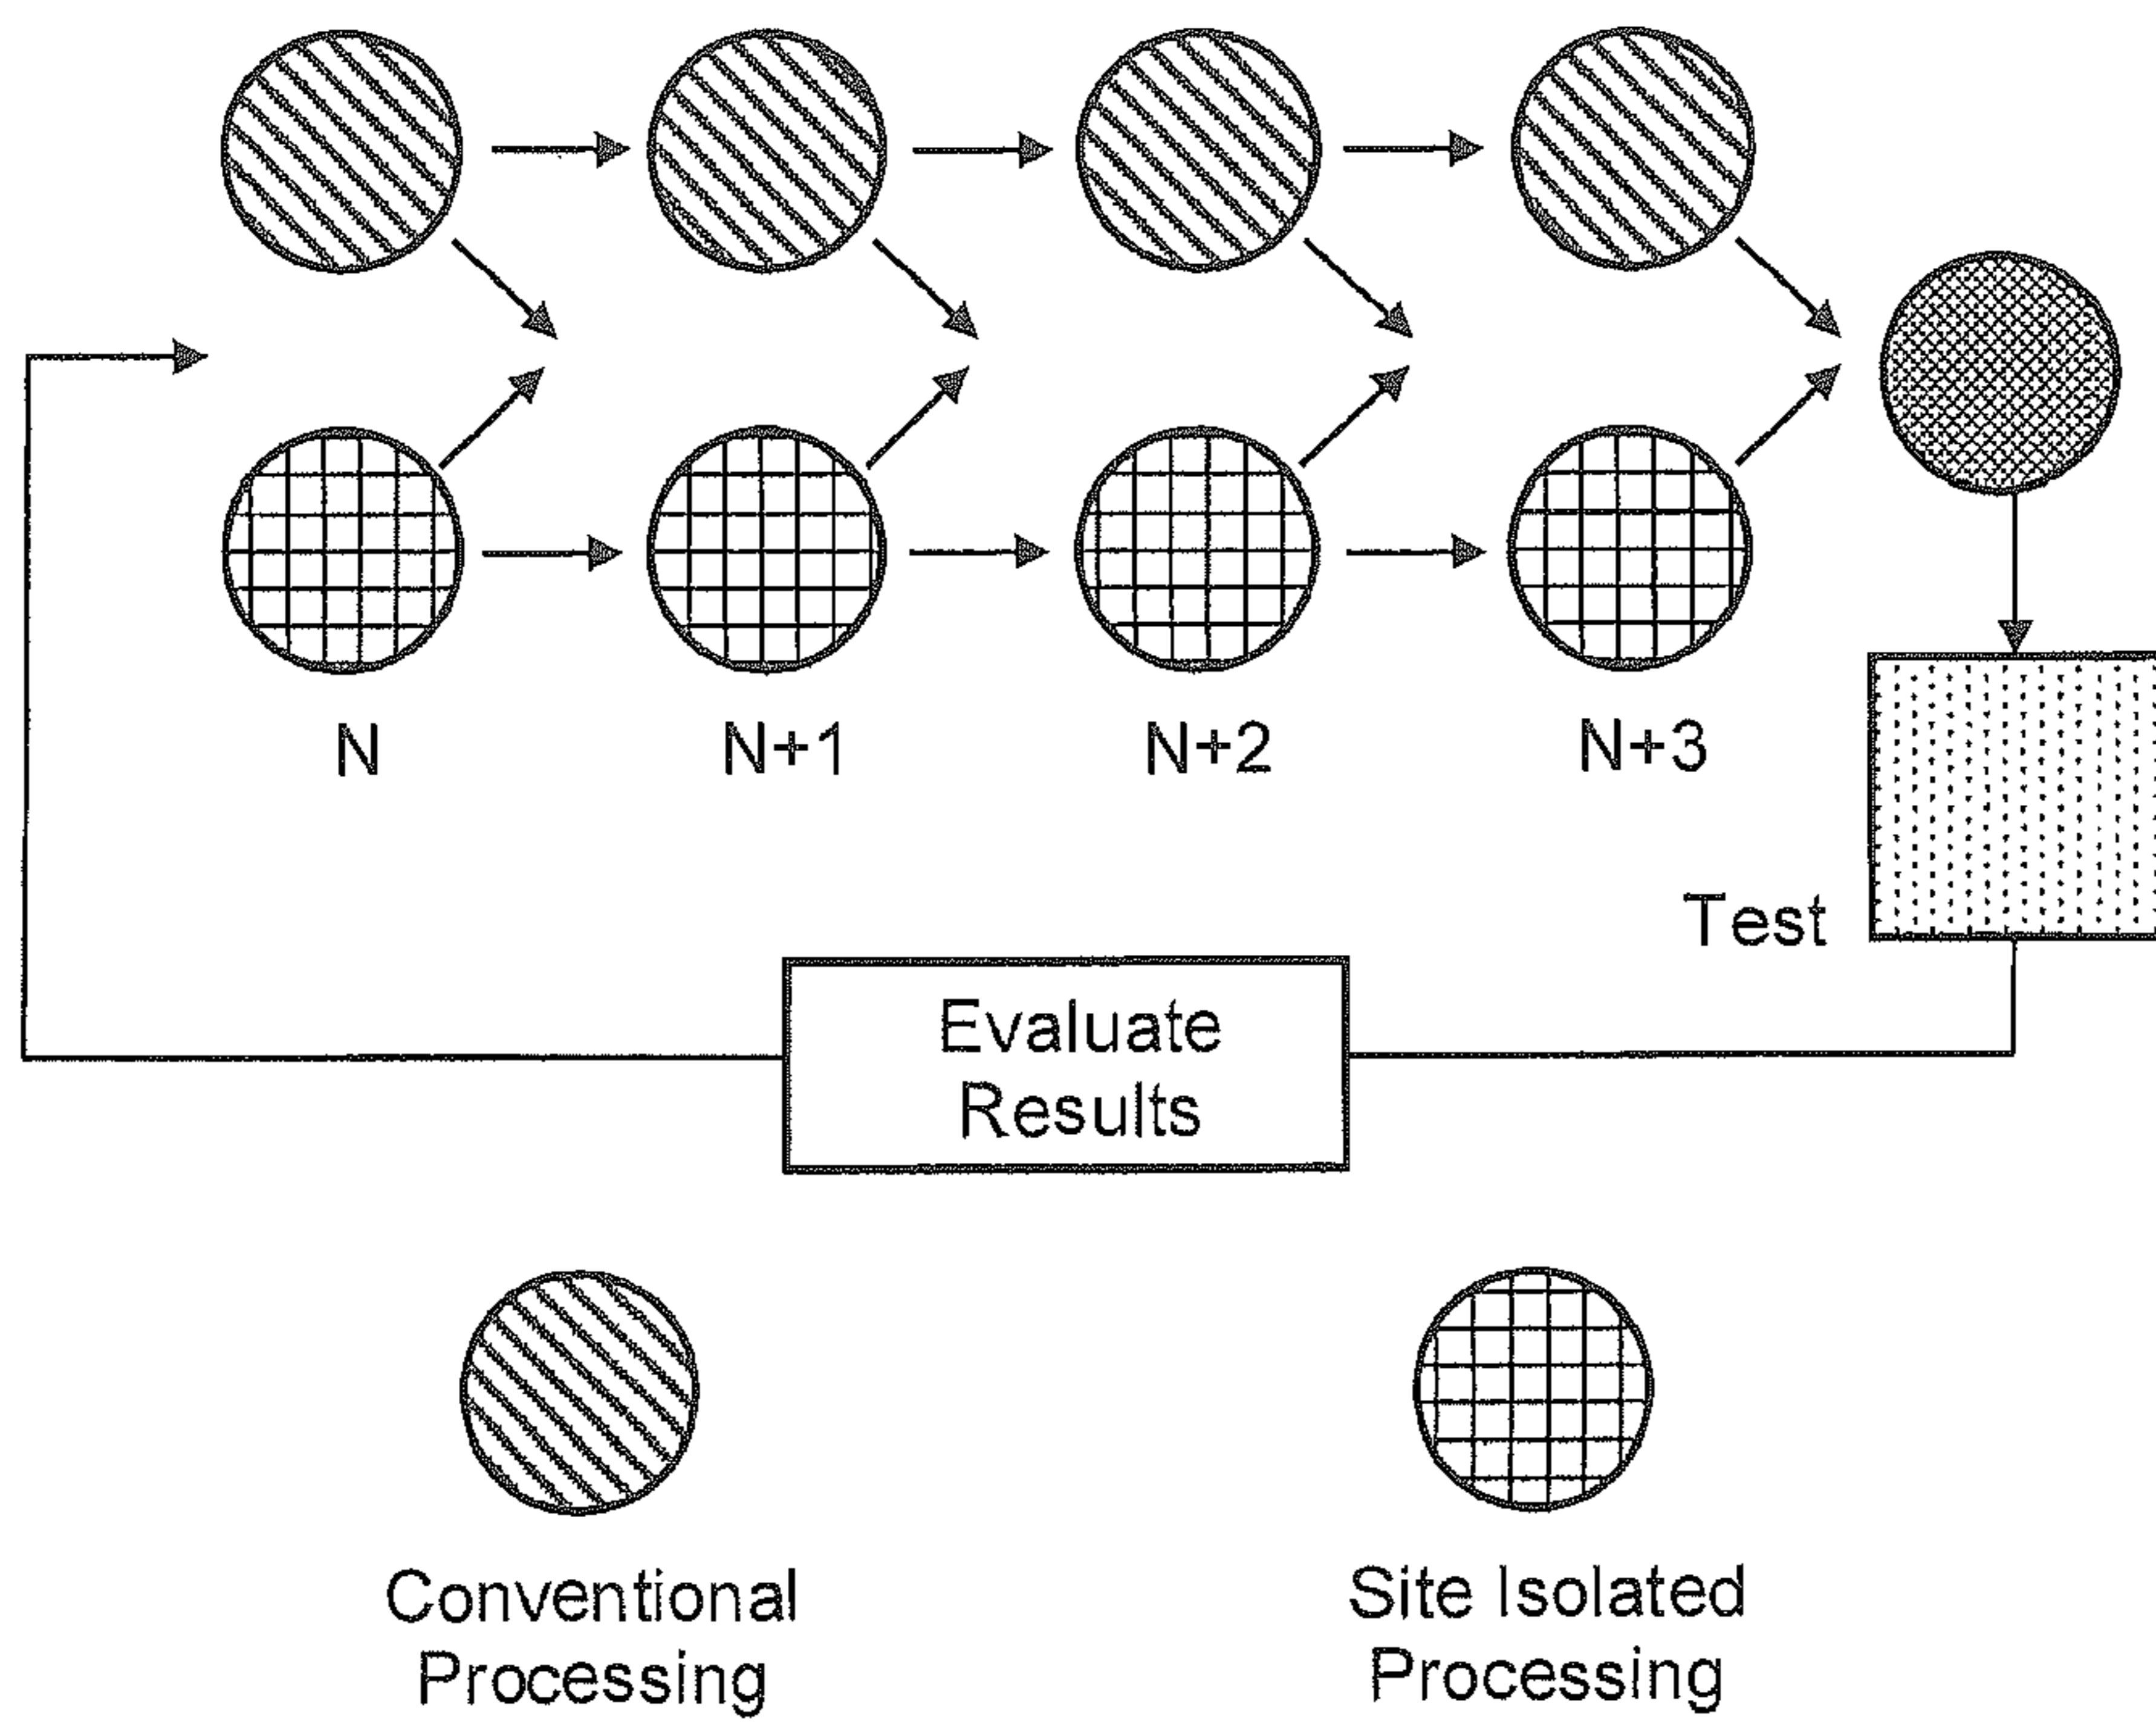 N
N+1
N+2
N+3
Test
Evaluate
Results
Conventional
Processing
Site Isolated
Processing